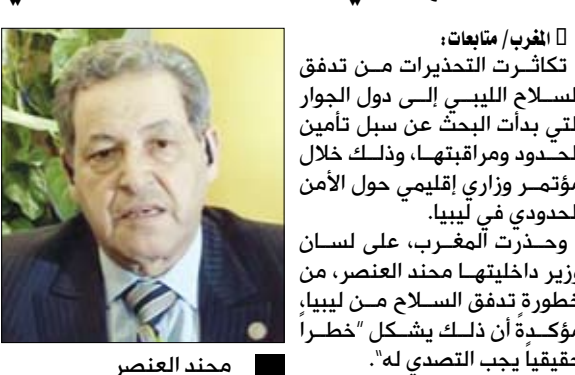 المغرب/ متابعات:
تكاثرت التحذيرات من تدفق
السلاح الليبي إلى دول الجوار
التي بدأت البحث عن سبل تأمين
الحدود ومراقبتها، وذلك خلال
مؤتمر وزاري إقليمي حول الأمن
الحدودي في ليبيا.
وحذرت المغرب، على لسان
وزير داخليتها محند العنصر، من
خطورة تدفق السلاح من ليبيا،
مؤكدةً أن ذلك يشكل "خطراً
حقيقياً يجب التصدي له".
محند العنصر